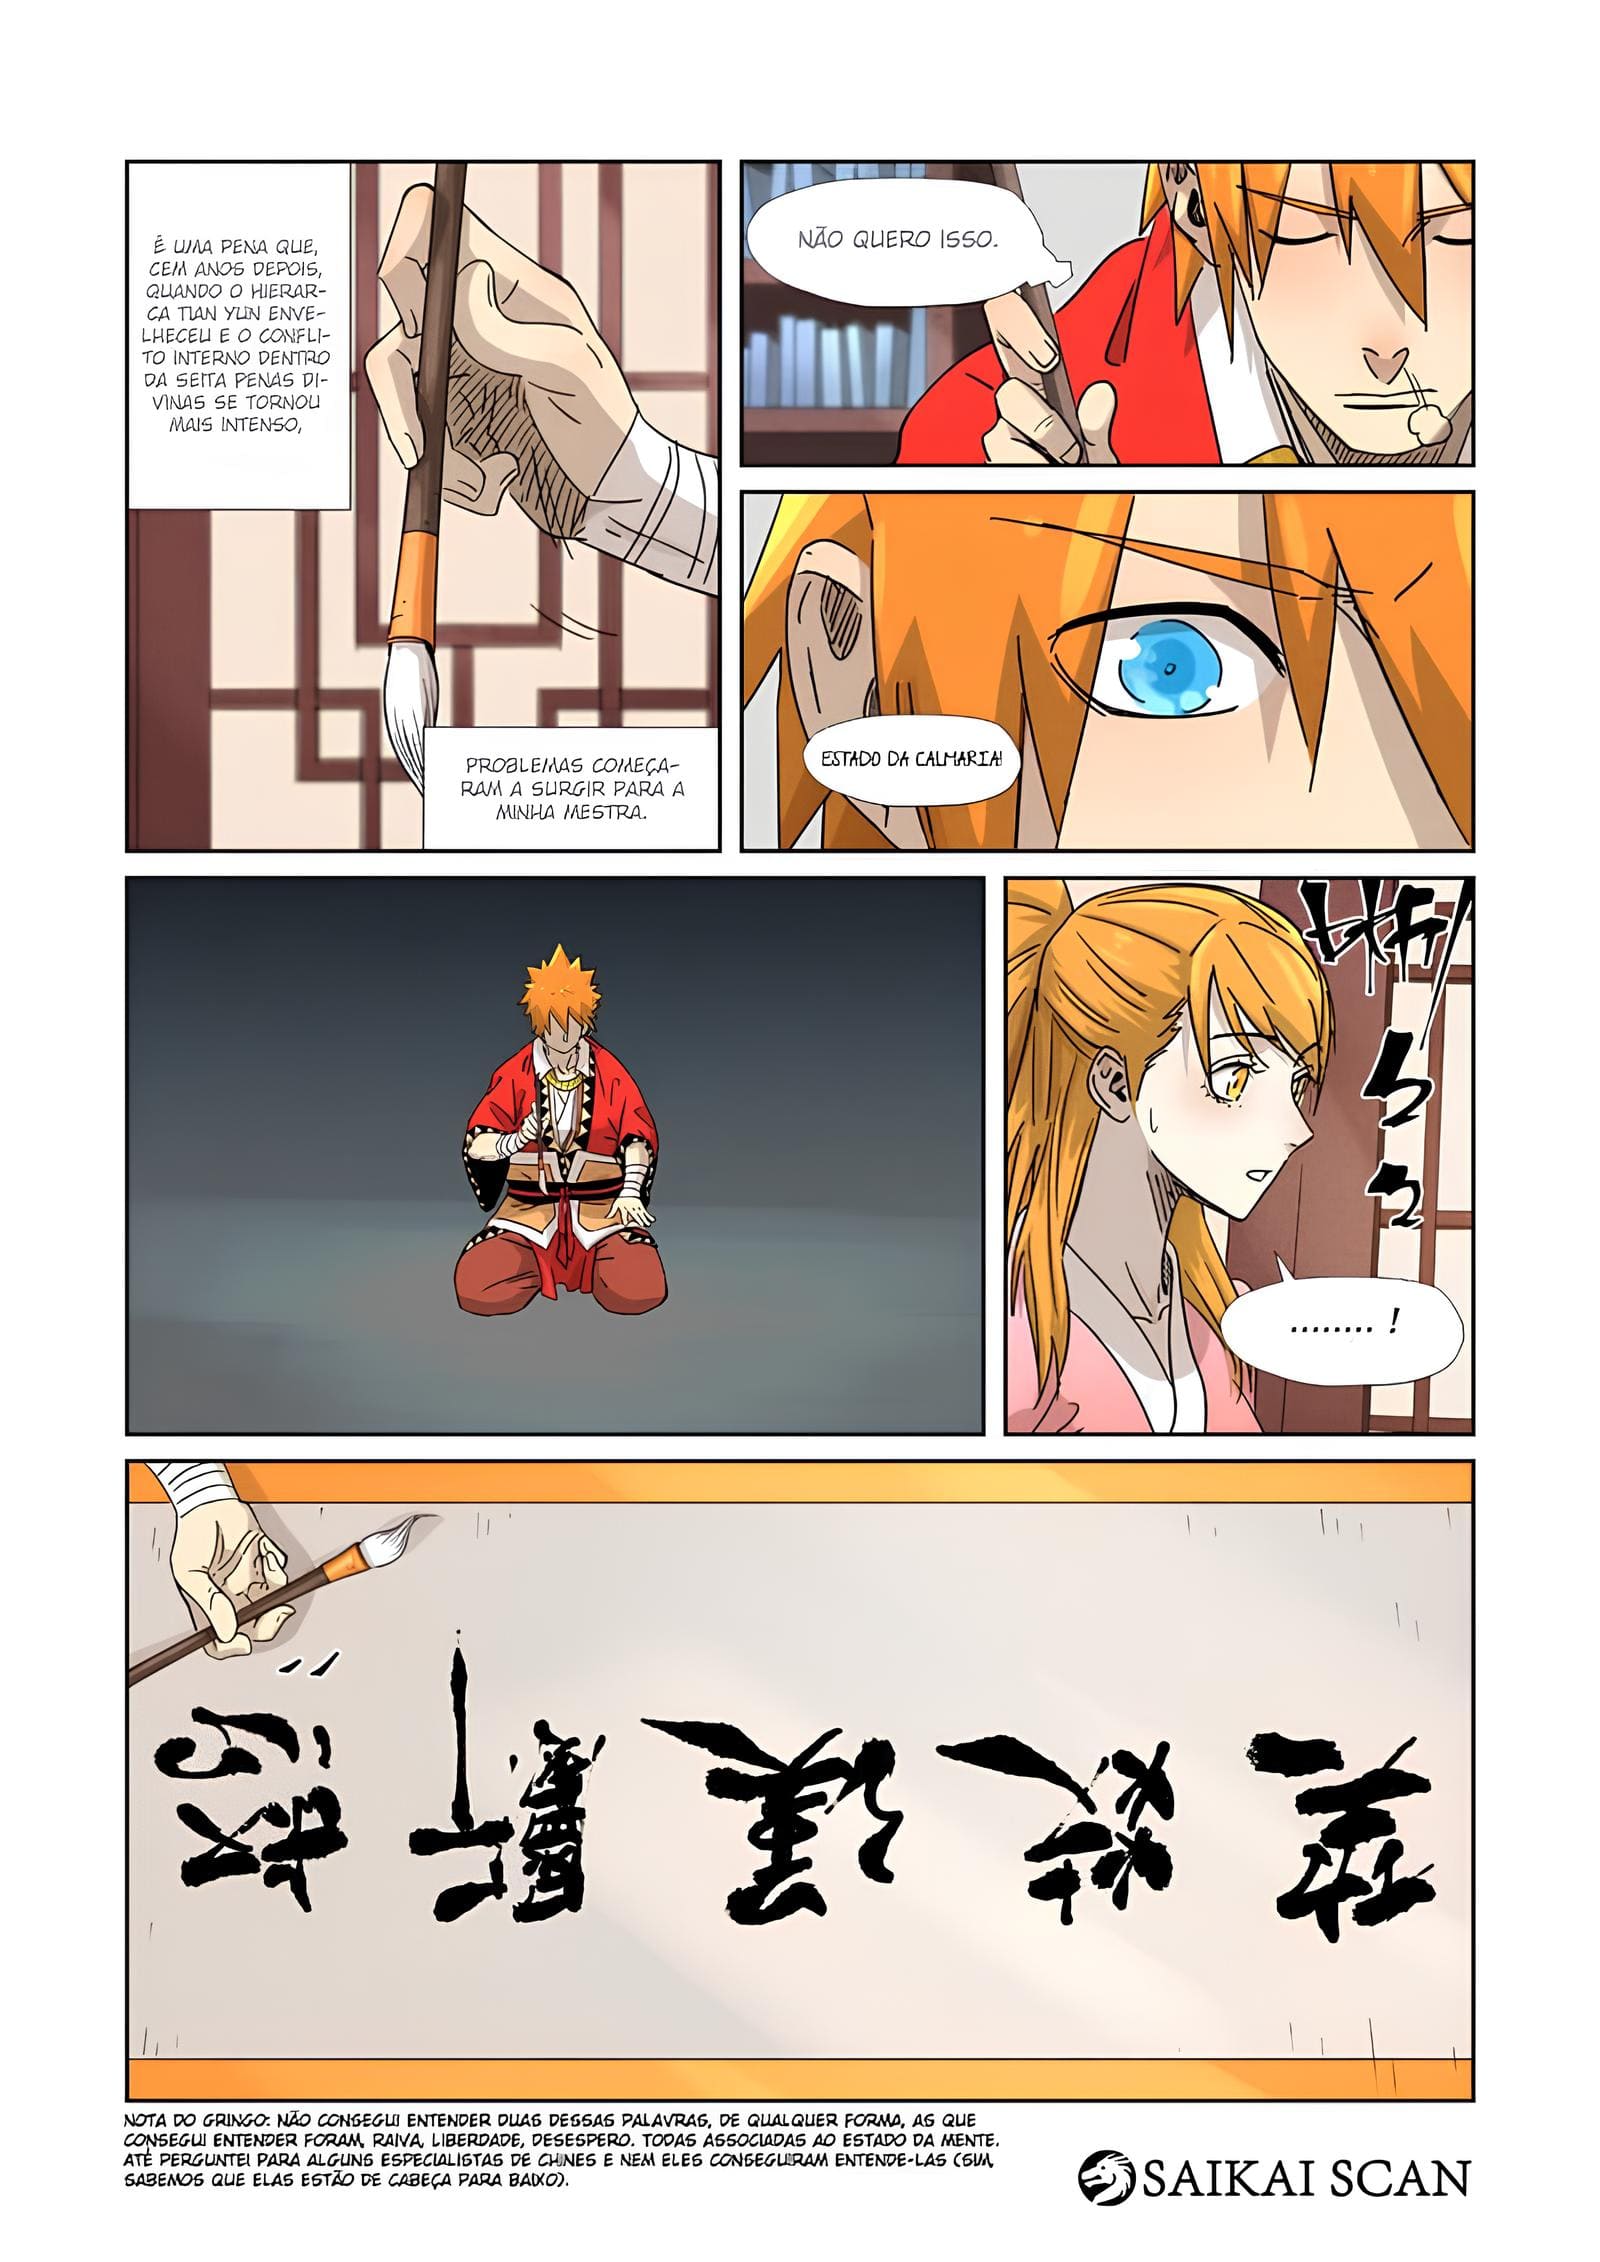 É UMA PENA QUE,
CEM ANOS DEPOIS,
QUANDO O HIERAR-
CA TIAN YUN ENVE-
LHECEU E O CONFLI-
TO INTERNO DENTRO
DA SEITA PENAS DI-
VINAS SE TORNOU
MAIS INTENSO,
PROBLEMAS COMEÇA-
RAM A SURGIR PARA A
MINHA MESTRA.
NÃO QUERO ISSO.
ESTADO DA CALMARIA!
........ !
NOTA DO GRINGO: NÃO CONSEGUI ENTENDER DUAS DESSAS PALAVRAS, DE QUALQUER FORMA, AS QUE
CONSEGUI ENTENDER FORAM, RAIVA, LIBERDADE, DESESPERO. TODAS ASSOCIADAS AO ESTADO DA MENTE.
ATÉ PERGUNTEI PARA ALGUNS ESPECIALISTAS DE CHINES E NEM ELES CONSEGUIRAM ENTENDE-LAS (SIM,
SABEMOS QUE ELAS ESTÃO DE CABEÇA PARA BAIXO).
SAIKAI SCAN